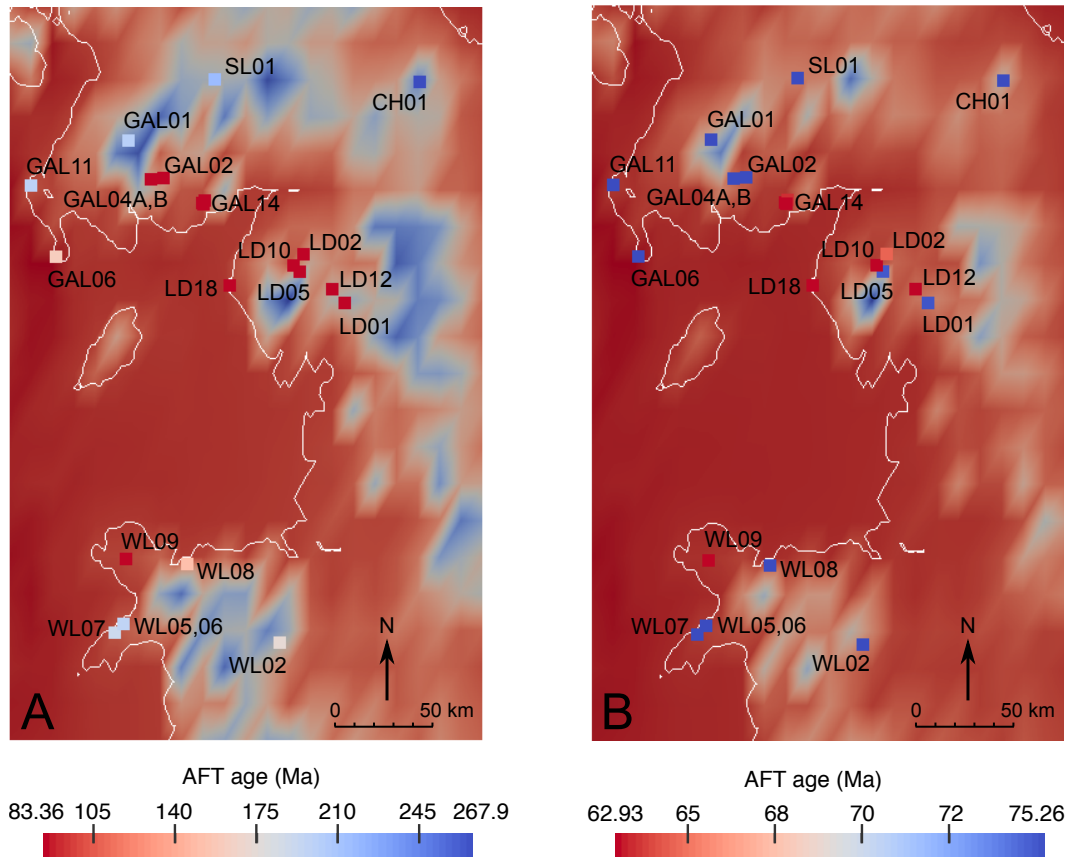 SL01
CH01
GAL01
GAL11
GAL02
GAL04A,B
GAL14
GAL06
LD10
LD02
LD18
LD05
LD12
LD01
WL09
WL08
WL07
WL05,06
WL02
N
A
0 50 km
AFT age (Ma)
83.36 105 140 175 210 245 267.9
SL01
CH01
GAL01
GAL11
GAL02
GAL04A,B
GAL14
GAL06
LD10
LD02
LD18
LD05
LD12
LD01
WL09
WL08
WL07
WL05,06
WL02
N
B
0 50 km
AFT age (Ma)
62.93 65 68 70 72 75.26